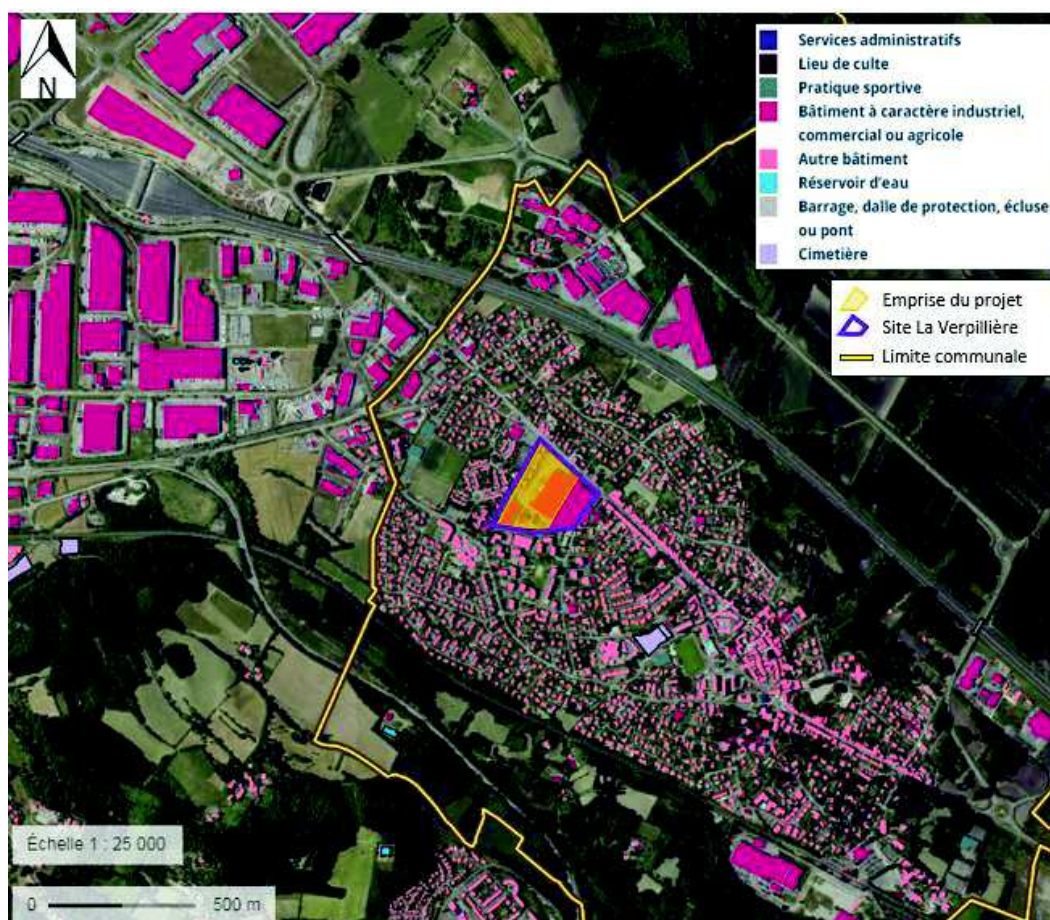 N
Services administratifs
Lieu de culte
Pratique sportive
Bâtiment à caractère industriel,
commercial ou agricole
Autre bâtiment
Réservoir d'eau
Barrage, dalle de protection, écluse
ou pont
Cimetière
Emprise du projet
Site La Verpillière
Limite communale
Échelle 1 : 25 000
0 500 m